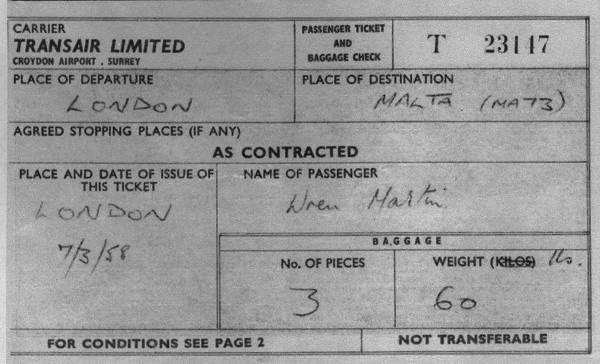 CARRIER
TRANSAIR LIMITED
CROYDON AIRPORT . SURREY
PASSENGER TICKET
AND
BAGGAGE CHECK
T 23147
PLACE OF DEPARTURE
LONDON
PLACE OF DESTINATION
MALTA (MA73)
AGREED STOPPING PLACES (IF ANY)
AS CONTRACTED
PLACE AND DATE OF ISSUE OF
THIS TICKET
LONDON
7/3/58
NAME OF PASSENGER
Wren Martin
BAGGAGE
No. OF PIECES
3
WEIGHT (KILOS) lbs.
60
FOR CONDITIONS SEE PAGE 2
NOT TRANSFERABLE